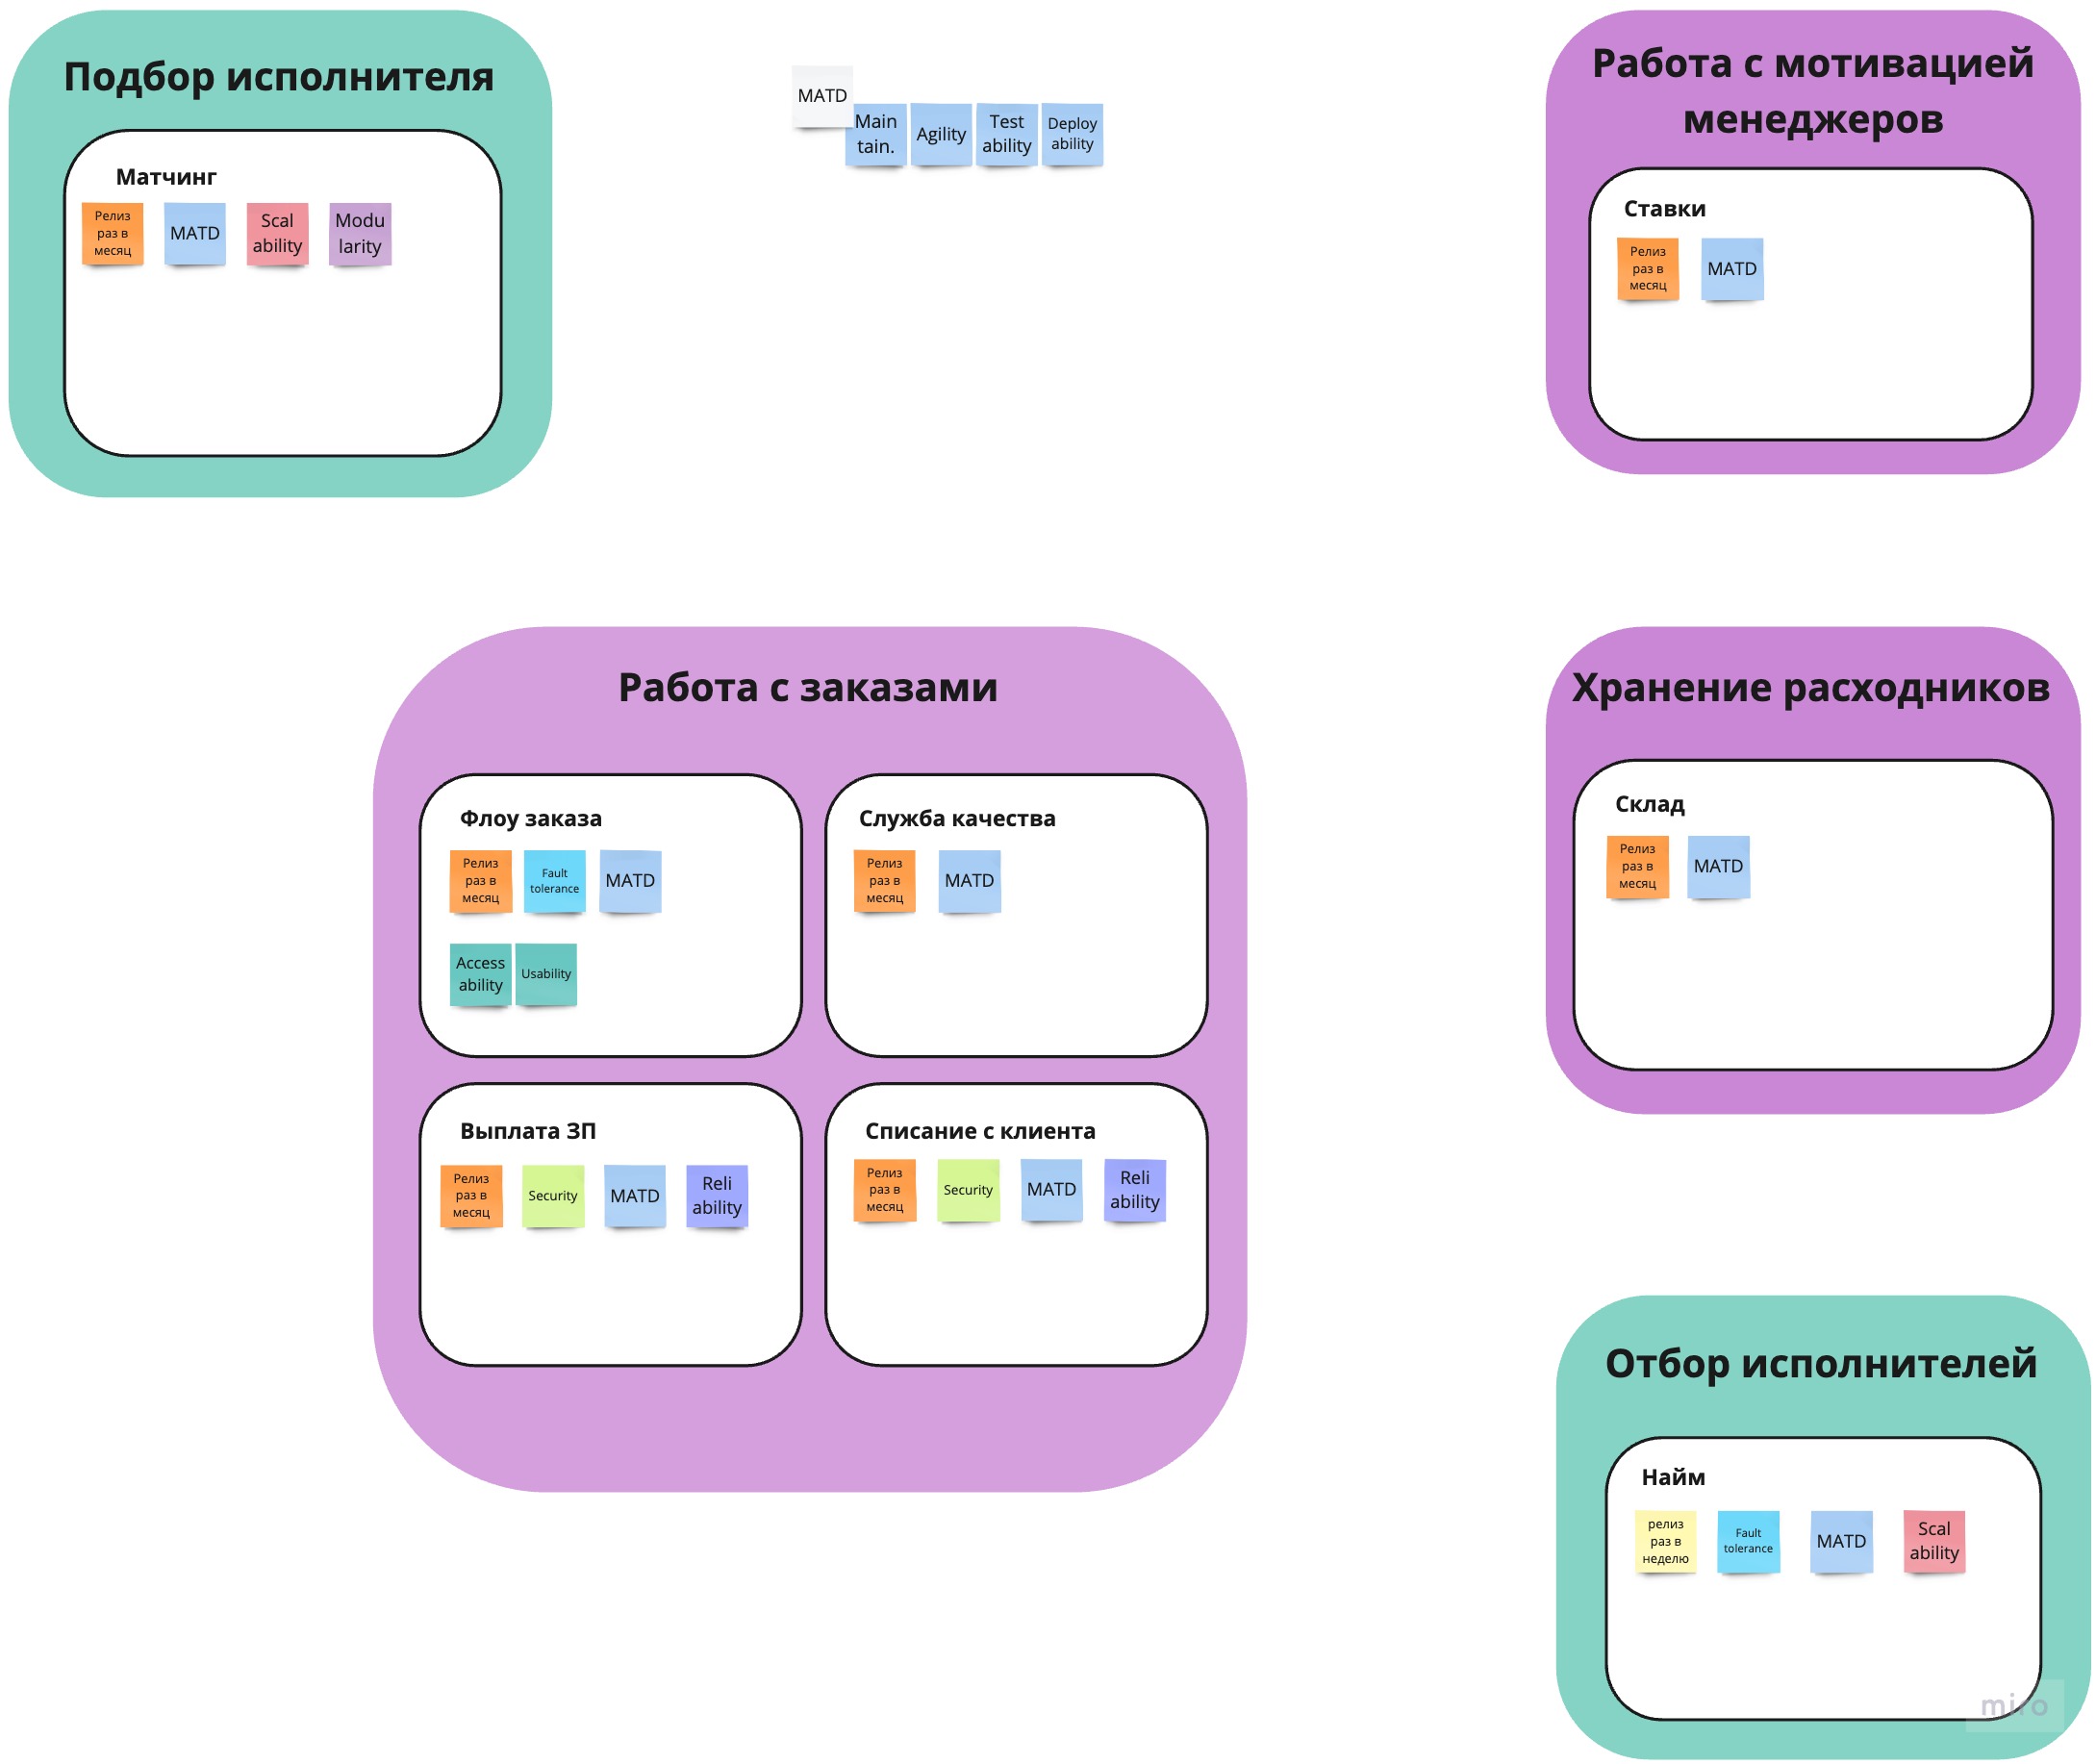 Подбор исполнителя
Матчинг
Релиз
раз в
месяц
MATD
Scal
ability
Modu
larity
MATD
Main
tain.
Agility
Test
ability
Deploy
ability
Работа с мотивацией
менеджеров
Ставки
Релиз
раз в
месяц
MATD
Работа с заказами
Флоу заказа
Релиз
раз в
месяц
Fault
tolerance
MATD
Access
ability
Usability
Служба качества
Релиз
раз в
месяц
MATD
Выплата ЗП
Релиз
раз в
месяц
Security
MATD
Reli
ability
Списание с клиента
Релиз
раз в
месяц
Security
MATD
Reli
ability
Хранение расходников
Склад
Релиз
раз в
месяц
MATD
Отбор исполнителей
Найм
релиз
раз в
неделю
Fault
tolerance
MATD
Scal
ability
miro